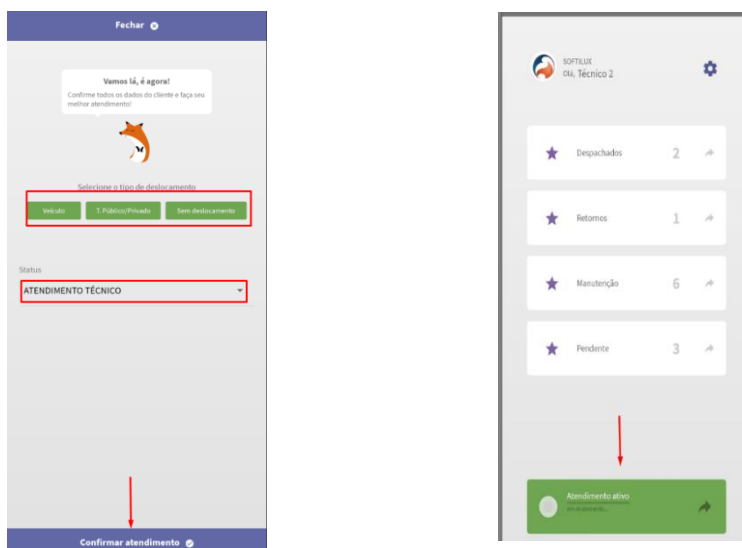 Fechar
Vamos lá, é agora!
Confirme todos os dados do cliente e faça seu
melhor atendimento!
Selecione o tipo de deslocamento
Veículo
T. Público/Privado
Sem deslocamento
Status
ATENDIMENTO TÉCNICO
Confirmar atendimento
SOFTILUX
Olá, Técnico 2
Despachados 2
Retornos 1
Manutenção 6
Pendente 3
Atendimento ativo